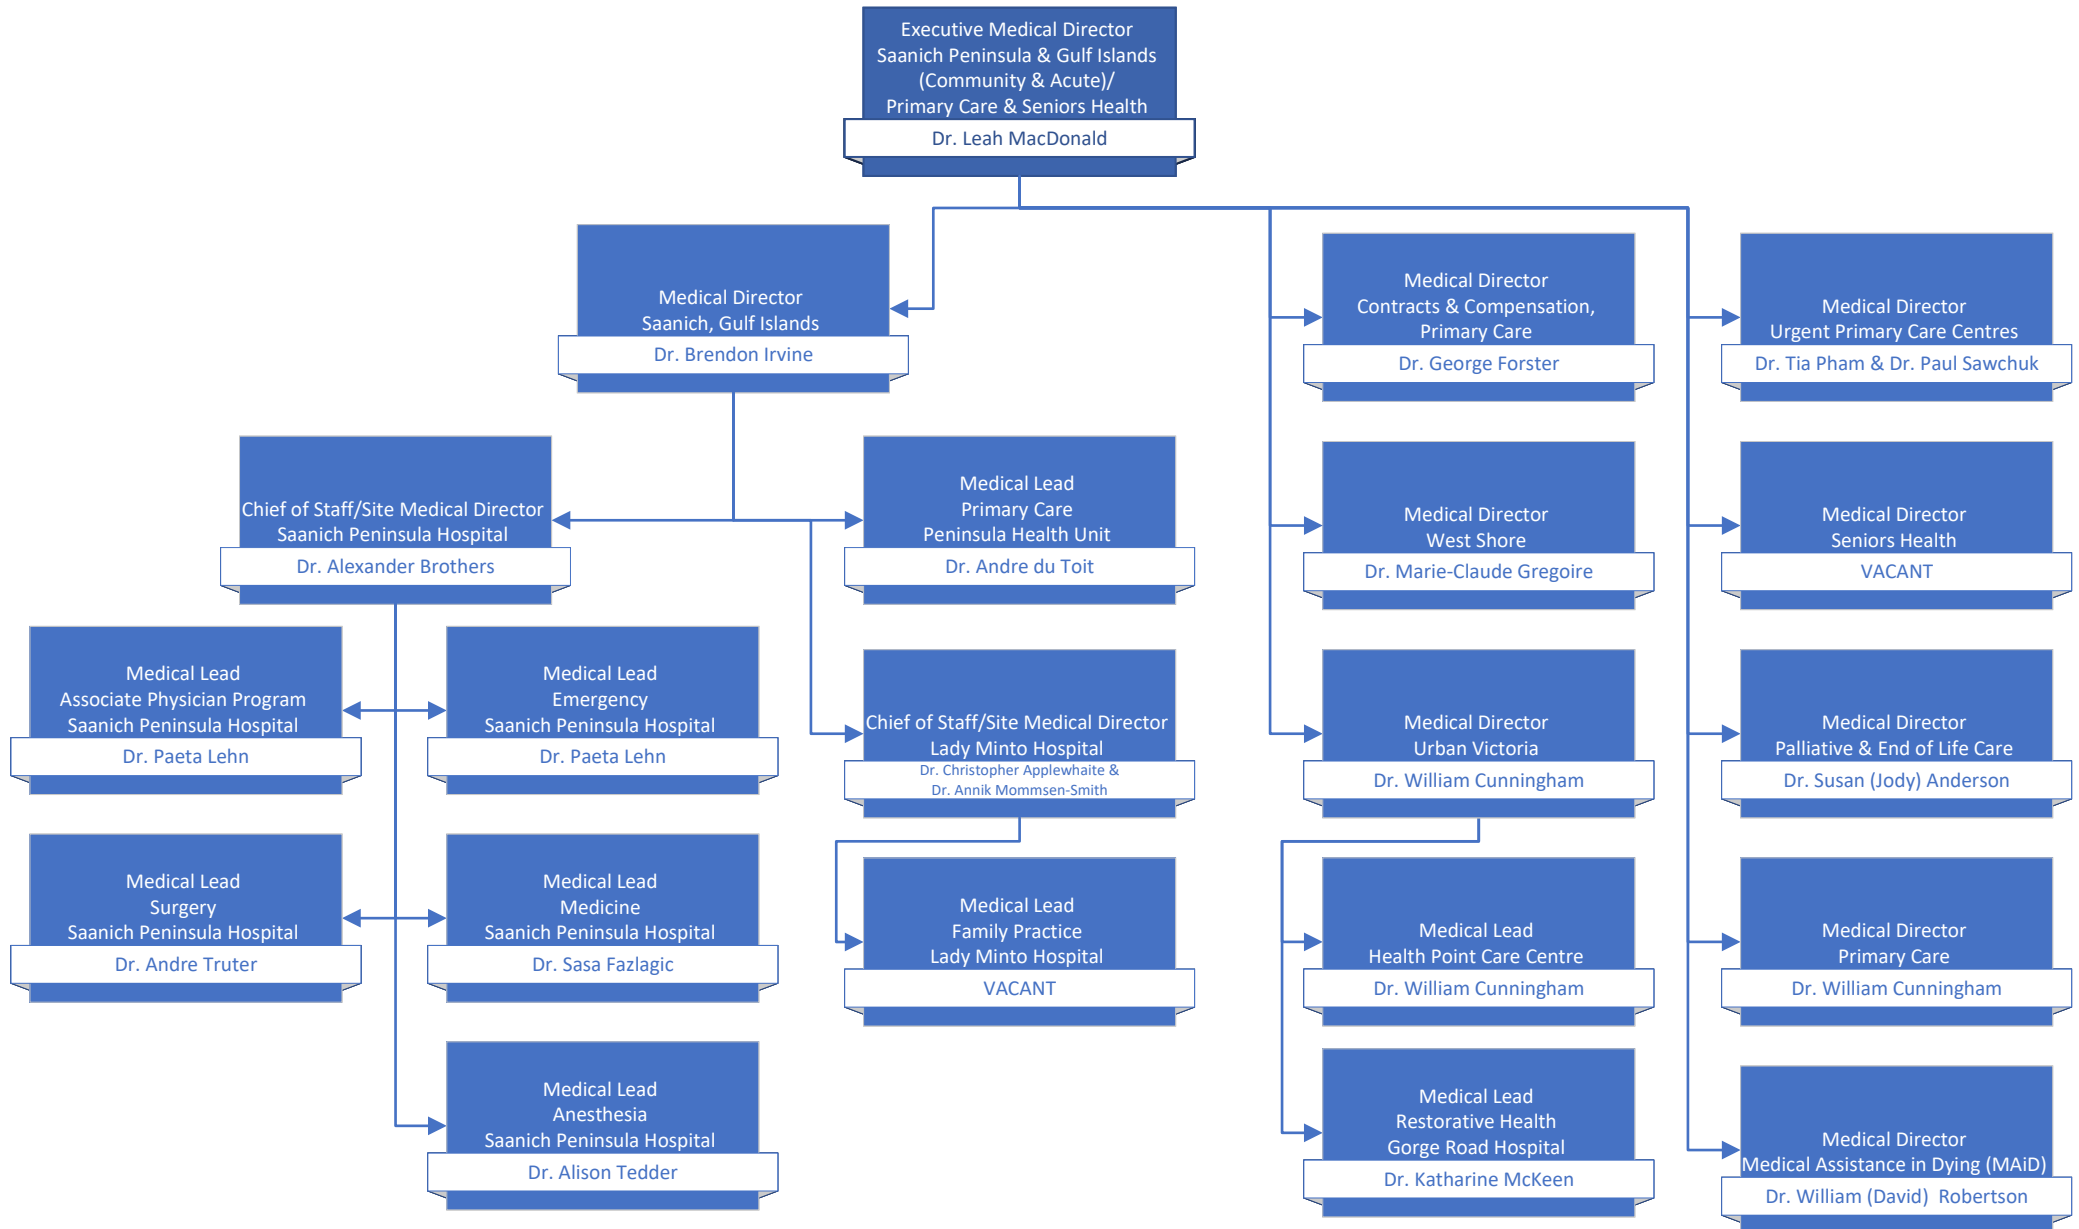 Executive Medical Director
Saanich Peninsula & Gulf Islands
(Community & Acute)/
Primary Care & Seniors Health
Dr. Leah MacDonald
Medical Director
Saanich, Gulf Islands
Dr. Brendon Irvine
Medical Director
Contracts & Compensation,
Primary Care
Dr. George Forster
Medical Director
Urgent Primary Care Centres
Dr. Tia Pham & Dr. Paul Sawchuk
Chief of Staff/Site Medical Director
Saanich Peninsula Hospital
Dr. Alexander Brothers
Medical Lead
Primary Care
Peninsula Health Unit
Dr. Andre du Toit
Medical Director
West Shore
Dr. Marie-Claude Gregoire
Medical Director
Seniors Health
VACANT
Medical Lead
Associate Physician Program
Saanich Peninsula Hospital
Dr. Paeta Lehn
Medical Lead
Emergency
Saanich Peninsula Hospital
Dr. Paeta Lehn
Chief of Staff/Site Medical Director
Lady Minto Hospital
Dr. Christopher Applewhaite &
Dr. Annik Mommsen-Smith
Medical Director
Urban Victoria
Dr. William Cunningham
Medical Director
Palliative & End of Life Care
Dr. Susan (Jody) Anderson
Medical Lead
Surgery
Saanich Peninsula Hospital
Dr. Andre Truter
Medical Lead
Medicine
Saanich Peninsula Hospital
Dr. Sasa Fazlagic
Medical Lead
Family Practice
Lady Minto Hospital
VACANT
Medical Lead
Health Point Care Centre
Dr. William Cunningham
Medical Director
Primary Care
Dr. William Cunningham
Medical Lead
Anesthesia
Saanich Peninsula Hospital
Dr. Alison Tedder
Medical Lead
Restorative Health
Gorge Road Hospital
Dr. Katharine McKeen
Medical Director
Medical Assistance in Dying (MAiD)
Dr. William (David) Robertson